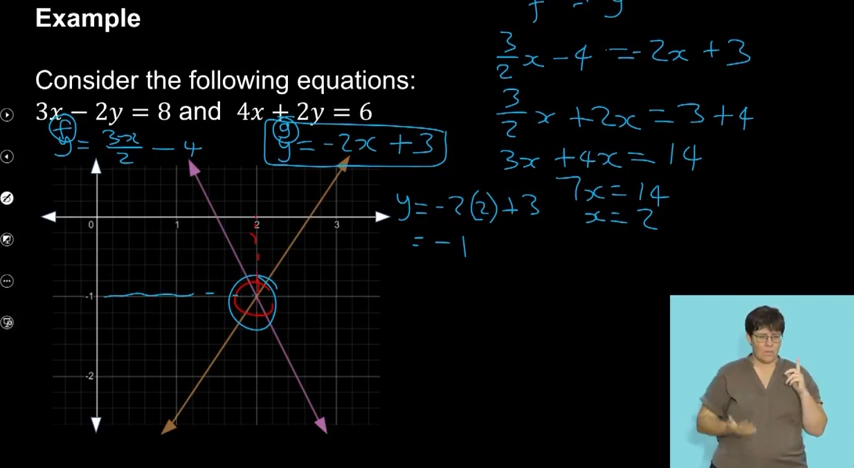 Example
Consider the following equations:
3x − 2y = 8 and 4x + 2y = 6
f
y = 3x/2 − 4
g
y = -2x + 3
0 1 2 3
-1
-2
f = g
3/2 x − 4 = -2x + 3
3/2 x + 2x = 3 + 4
3x + 4x = 14
7x = 14
x = 2
y = -2(2) + 3
= -1